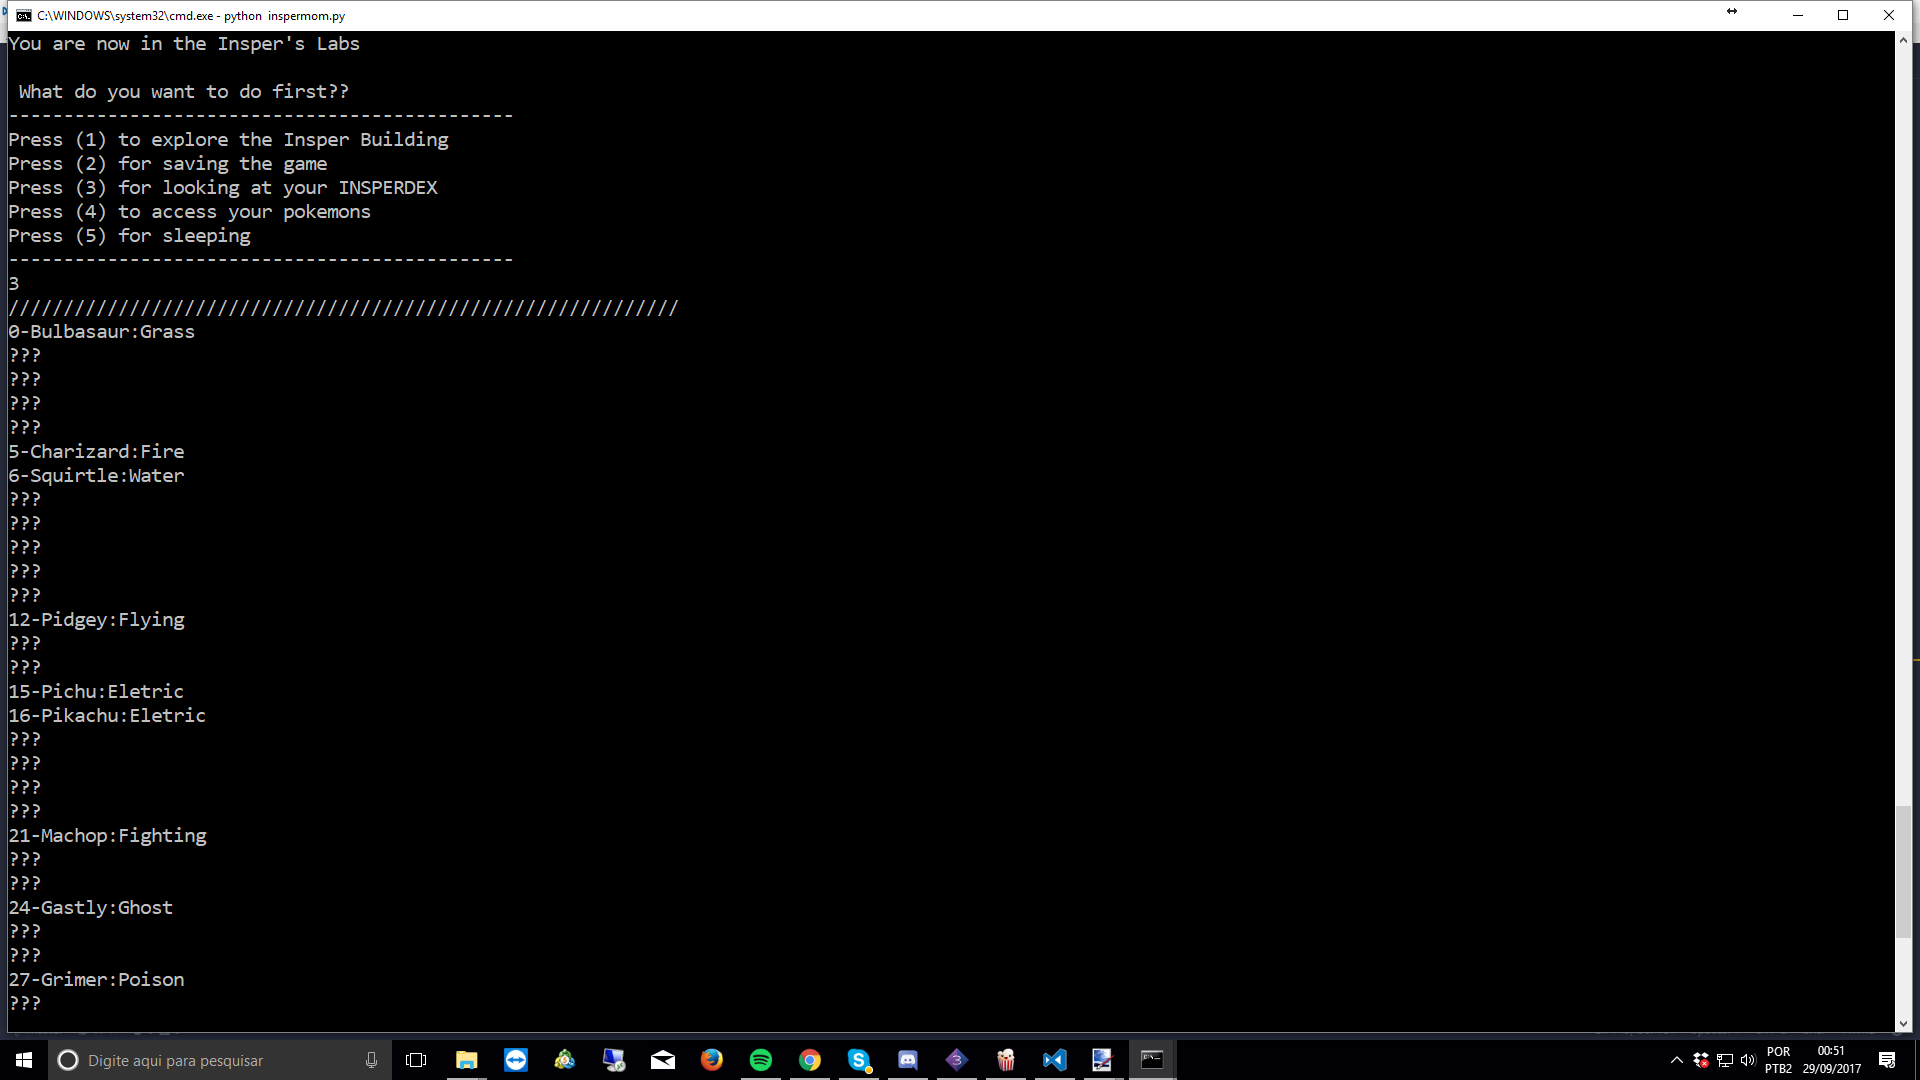 C:\WINDOWS\system32\cmd.exe - python  inspermom.py
You are now in the Insper's Labs
What do you want to do first??
----------------------------------------------
Press (1) to explore the Insper Building
Press (2) for saving the game
Press (3) for looking at your INSPERDEX
Press (4) to access your pokemons
Press (5) for sleeping
----------------------------------------------
3
/////////////////////////////////////////////////////////////
0-Bulbasaur:Grass
???
???
???
???
5-Charizard:Fire
6-Squirtle:Water
???
???
???
???
???
12-Pidgey:Flying
???
???
15-Pichu:Eletric
16-Pikachu:Eletric
???
???
???
???
21-Machop:Fighting
???
???
24-Gastly:Ghost
???
???
27-Grimer:Poison
???
Digite aqui para pesquisar
POR
PTB2
00:51
29/09/2017